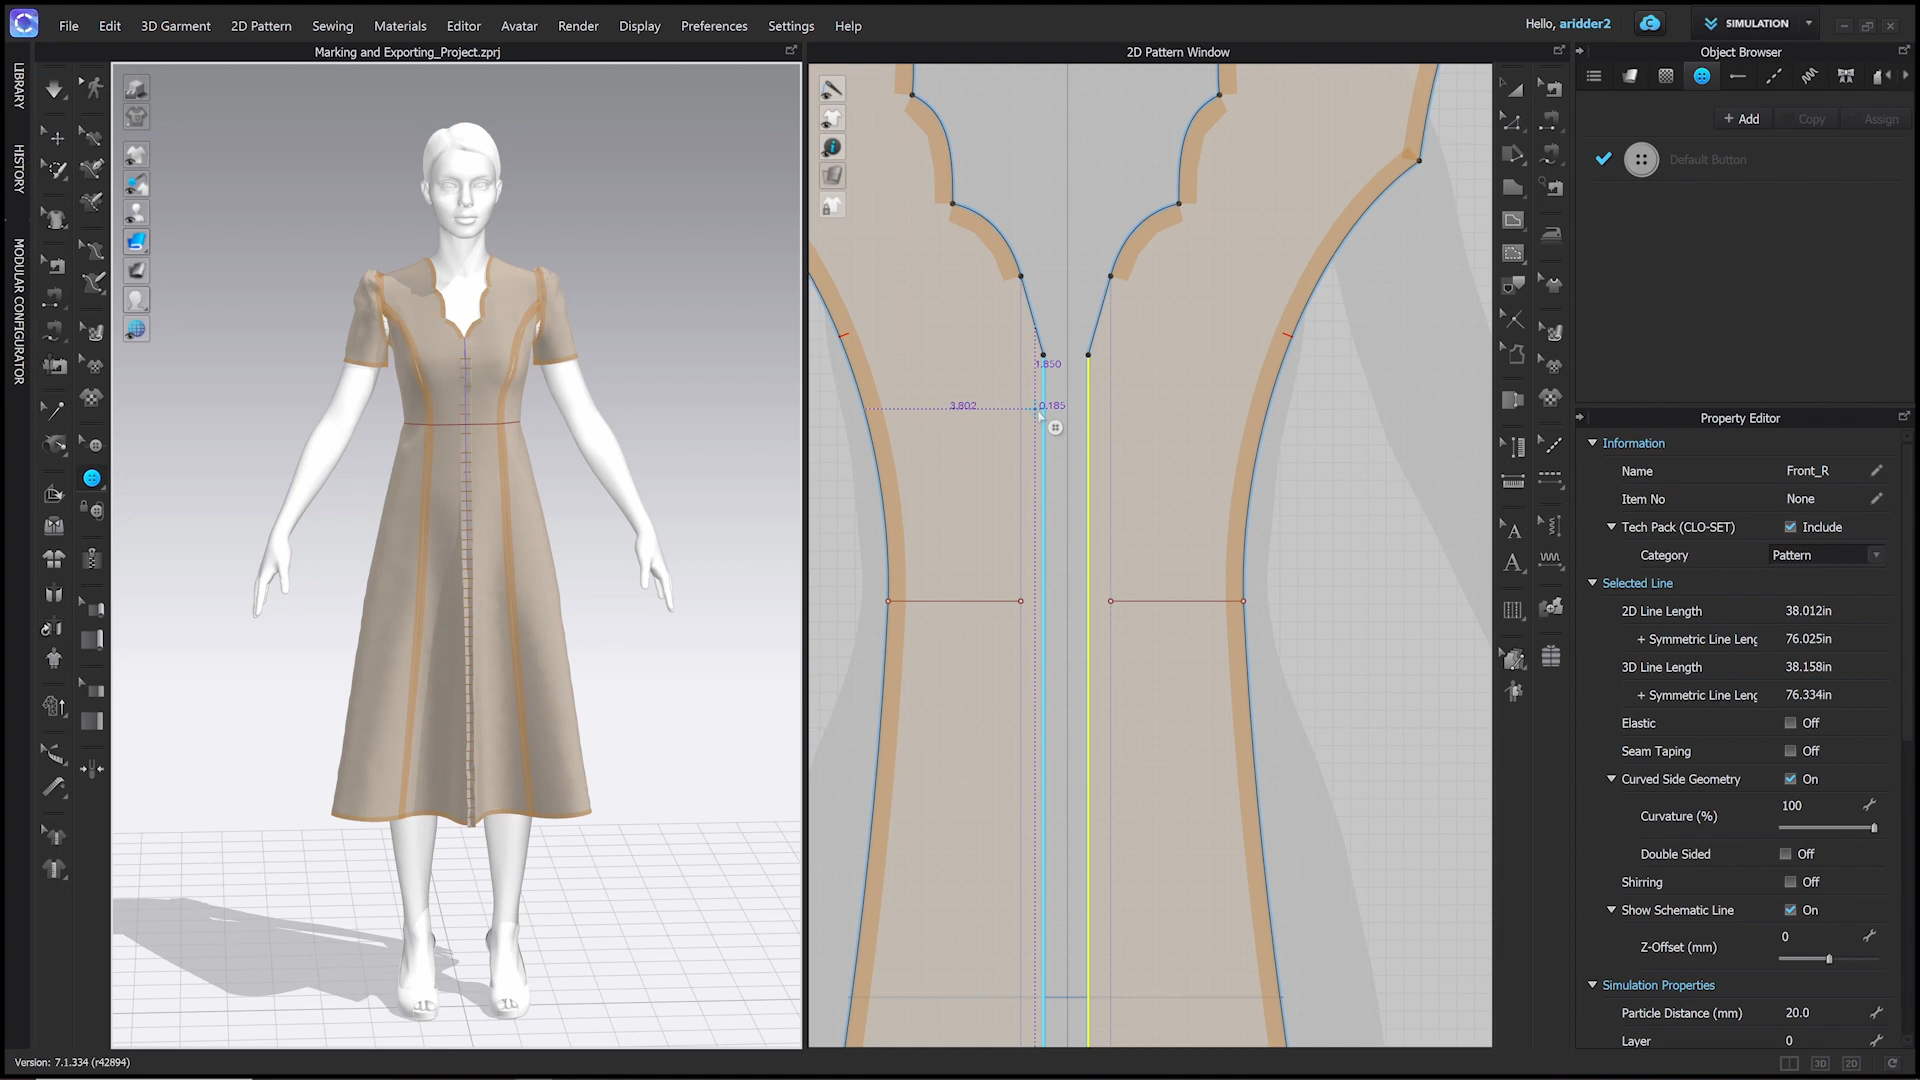 File Edit 3D Garment 2D Pattern Sewing Materials Editor Avatar Render Display Preferences Settings Help
Hello, aridder2
SIMULATION
Marking and Exporting_Project.zprj
2D Pattern Window
Object Browser
LIBRARY
HISTORY
MODULAR CONFIGURATOR
+ Add Copy Assign
Default Button
1.850
3.802 0.185
Property Editor
Information
Name Front_R
Item No None
Tech Pack (CLO-SET) Include
Category Pattern
Selected Line
2D Line Length 38.012in
+ Symmetric Line Leng 76.025in
3D Line Length 38.158in
+ Symmetric Line Leng 76.334in
Elastic Off
Seam Taping Off
Curved Side Geometry On
Curvature (%) 100
Double Sided Off
Shirring Off
Show Schematic Line On
Z-Offset (mm) 0
Simulation Properties
Particle Distance (mm) 20.0
Layer 0
Version: 7.1.334 (r42894)
3D 2D